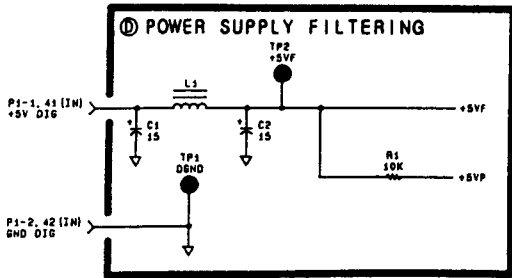 Ⓓ POWER SUPPLY FILTERING
TP2
+5VF
L1
P1-1, 41 (IN)
+5V DIG
+5VF
+
C1
15
+
C2
15
R1
10K
+5VP
TP1
DGND
P1-2, 42 (IN)
GND DIG